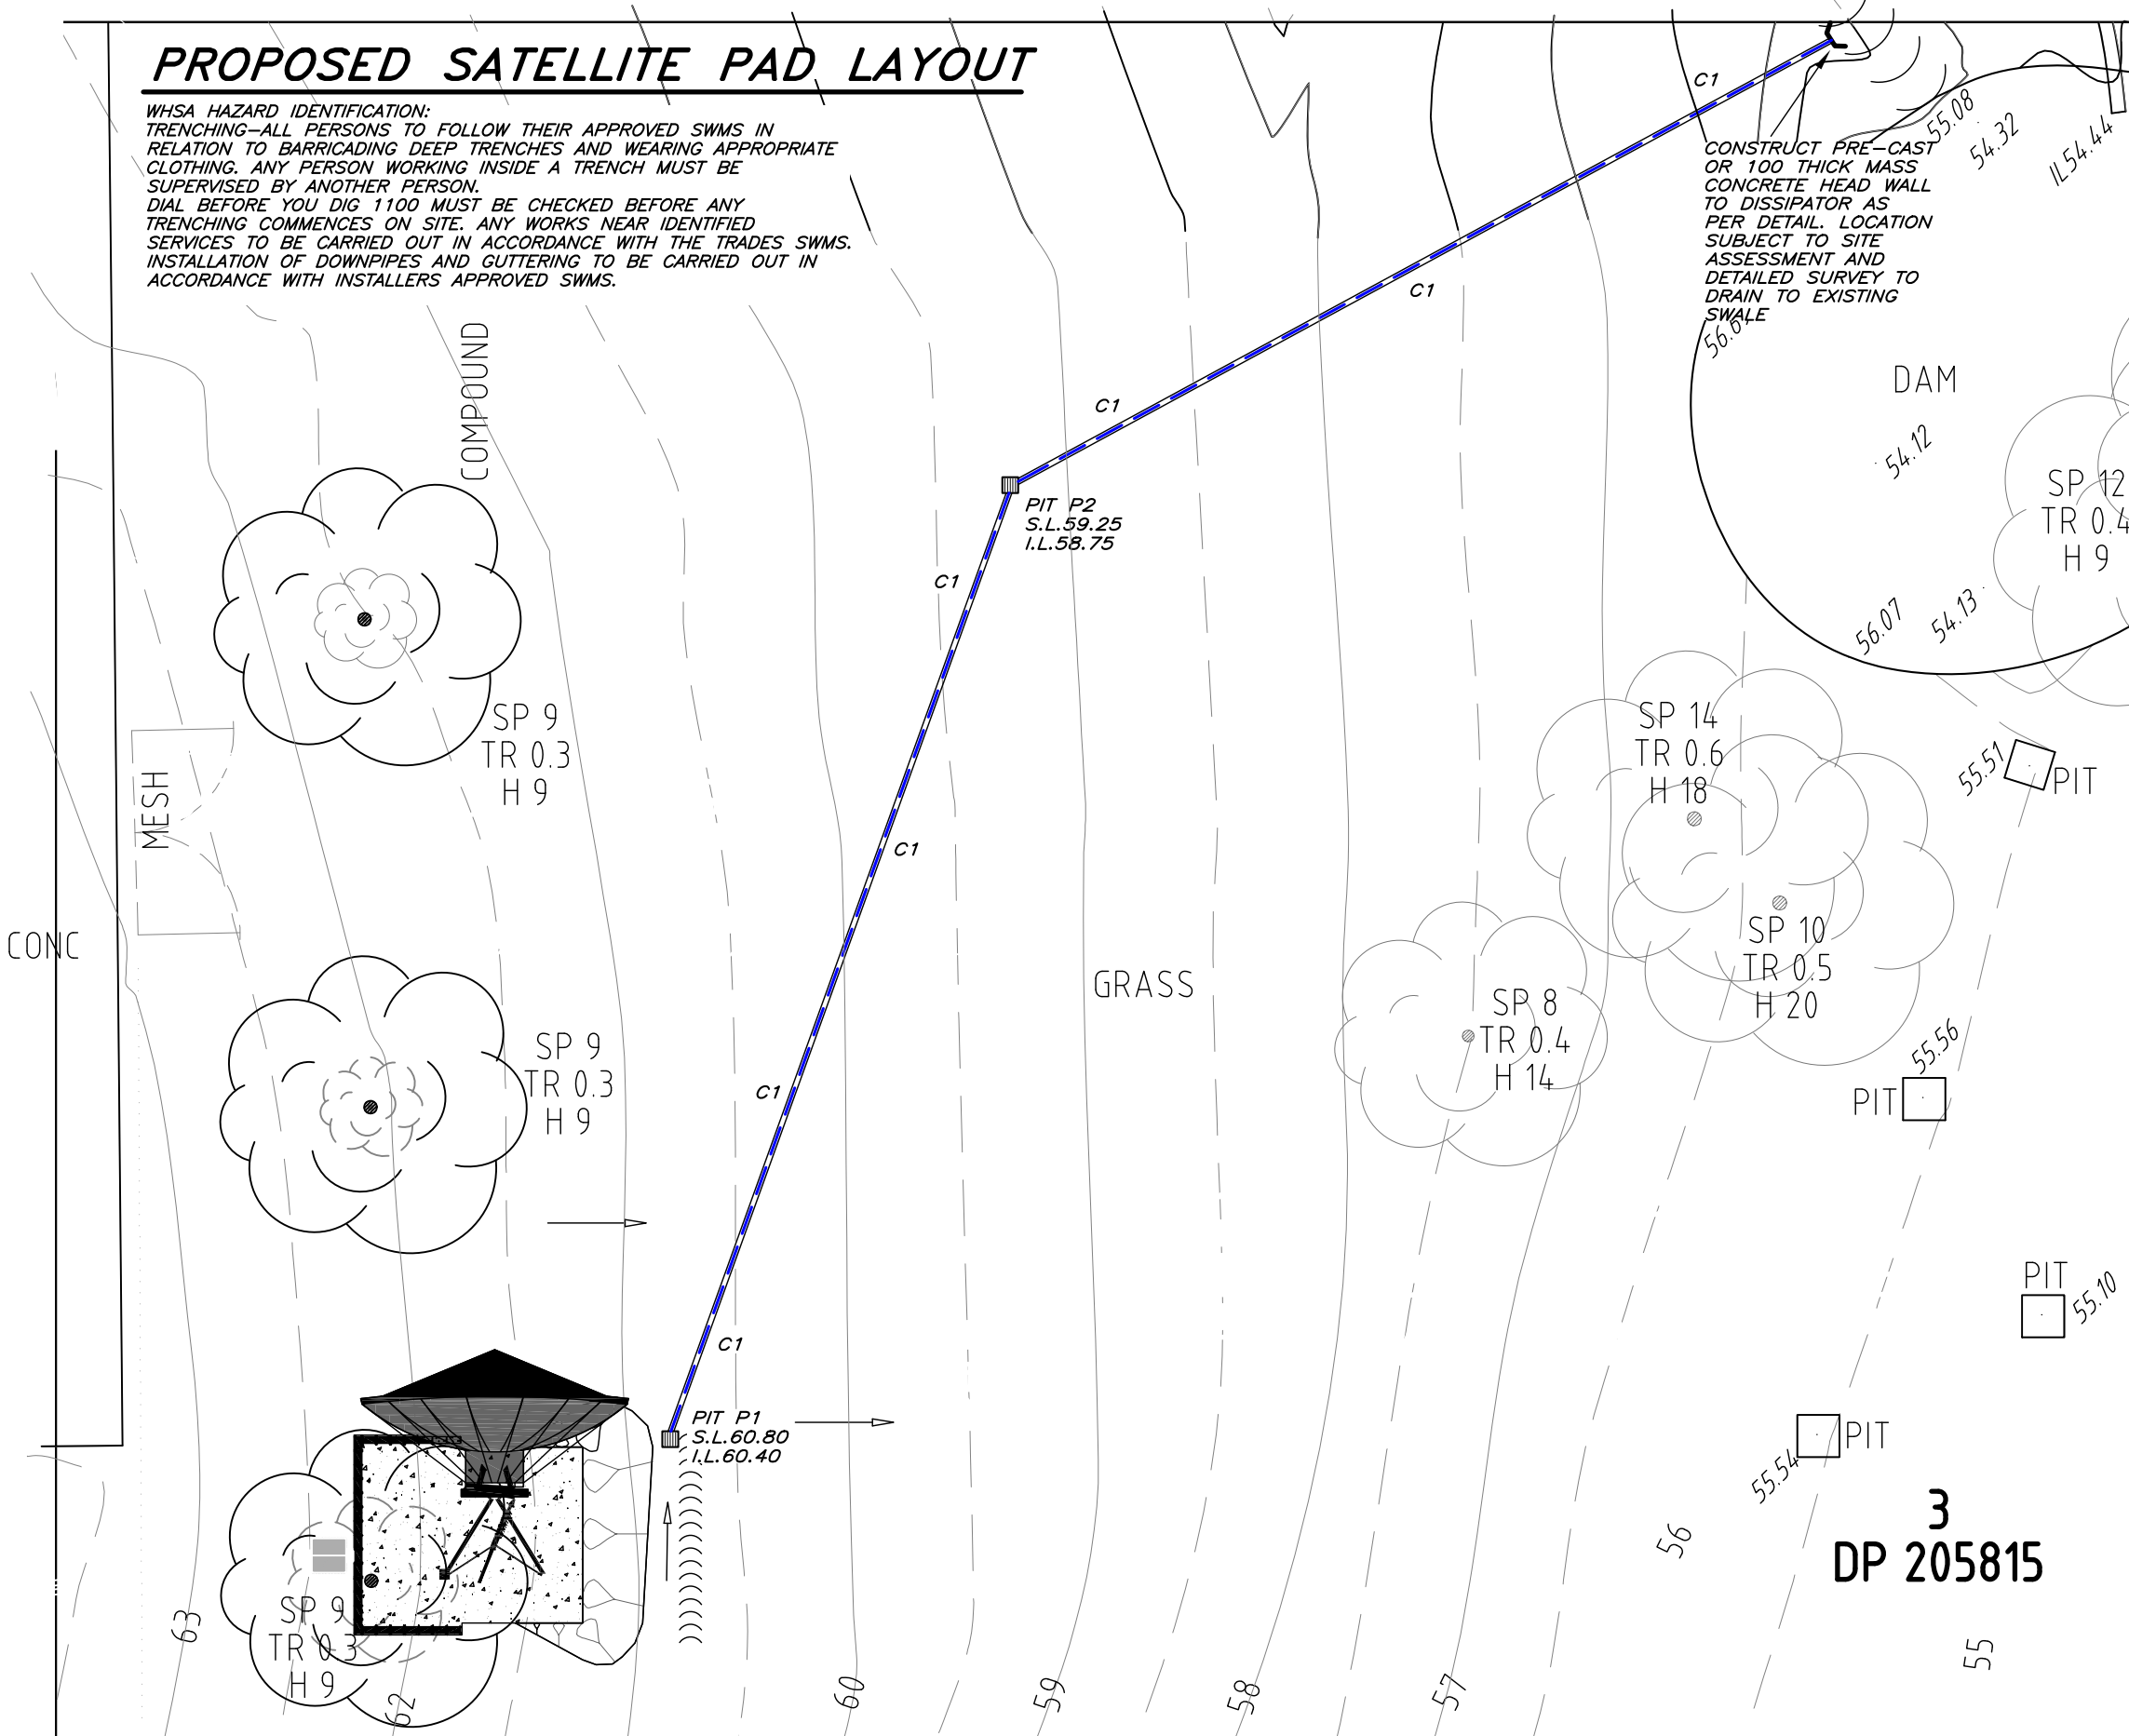 PROPOSED SATELLITE PAD LAYOUT
WHSA HAZARD IDENTIFICATION:
TRENCHING-ALL PERSONS TO FOLLOW THEIR APPROVED SWMS IN
RELATION TO BARRICADING DEEP TRENCHES AND WEARING APPROPRIATE
CLOTHING. ANY PERSON WORKING INSIDE A TRENCH MUST BE
SUPERVISED BY ANOTHER PERSON.
DIAL BEFORE YOU DIG 1100 MUST BE CHECKED BEFORE ANY
TRENCHING COMMENCES ON SITE. ANY WORKS NEAR IDENTIFIED
SERVICES TO BE CARRIED OUT IN ACCORDANCE WITH THE TRADES SWMS.
INSTALLATION OF DOWNPIPES AND GUTTERING TO BE CARRIED OUT IN
ACCORDANCE WITH INSTALLERS APPROVED SWMS.
C1
55.08
54.32
IL54.44
CONSTRUCT PRE-CAST
OR 100 THICK MASS
CONCRETE HEAD WALL
TO DISSIPATOR AS
PER DETAIL. LOCATION
SUBJECT TO SITE
ASSESSMENT AND
DETAILED SURVEY TO
DRAIN TO EXISTING
SWALE
C1
COMPOUND
DAM
C1
54.12
PIT P2
S.L.59.25
I.L.58.75
SP 12
TR 0.4
H 9
C1
56.07
54.13
SP 9
TR 0.3
H 9
SP 14
TR 0.6
H 18
55.51
PIT
MESH
C1
CONC
GRASS
SP 10
TR 0.5
H 20
SP 8
TR 0.4
H 14
SP 9
TR 0.3
H 9
C1
55.56
PIT
PIT
55.10
C1
PIT P1
S.L.60.80
I.L.60.40
PIT
55.54
3
DP 205815
SP 9
TR 0.3
H 9
63
62
60
59
58
57
56
55